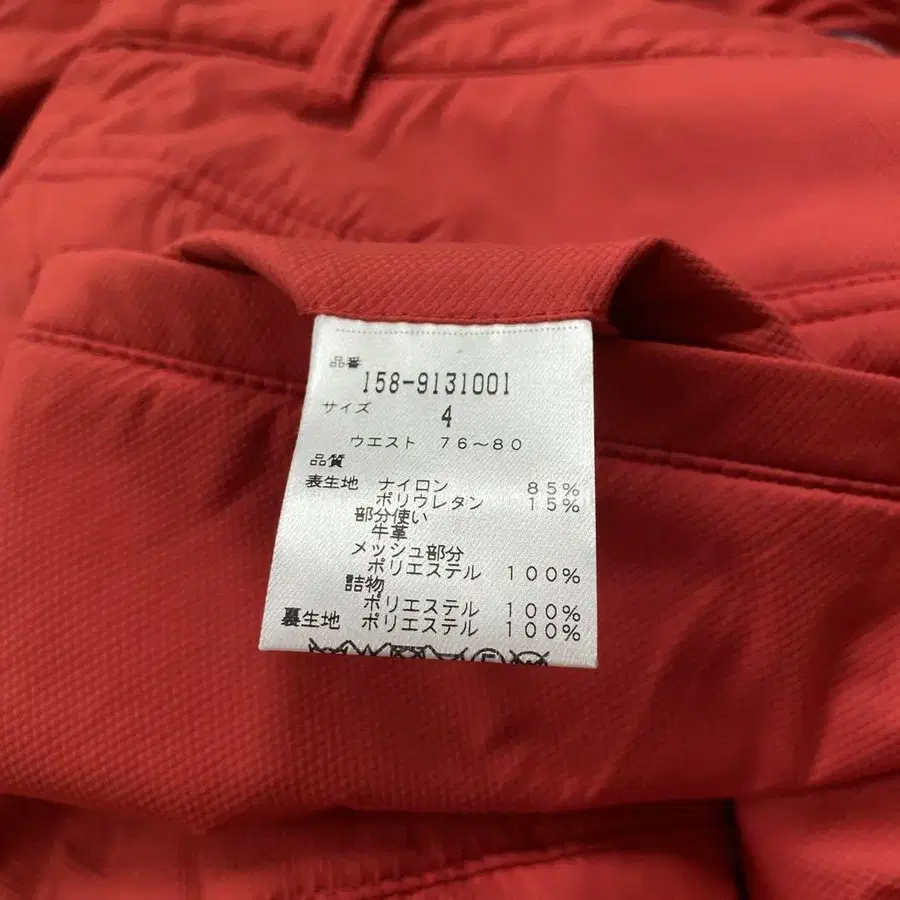 品番
158-9131001
サイズ 4
ウエスト 76～80
品質
表生地 ナイロン 85%
ポリウレタン 15%
部分使い
牛革
メッシュ部分
ポリエステル 100%
詰物
ポリエステル 100%
裏生地 ポリエステル 100%